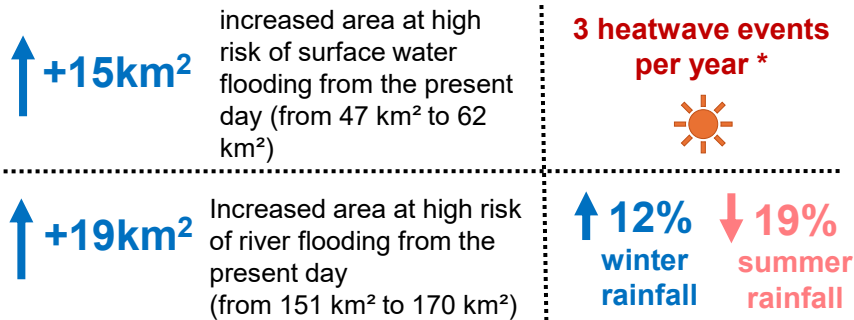 +15km²
increased area at high
risk of surface water
flooding from the present
day (from 47 km² to 62
km²)
3 heatwave events
per year *
+19km²
Increased area at high risk
of river flooding from the
present day
(from 151 km² to 170 km²)
12%
winter
rainfall
19%
summer
rainfall